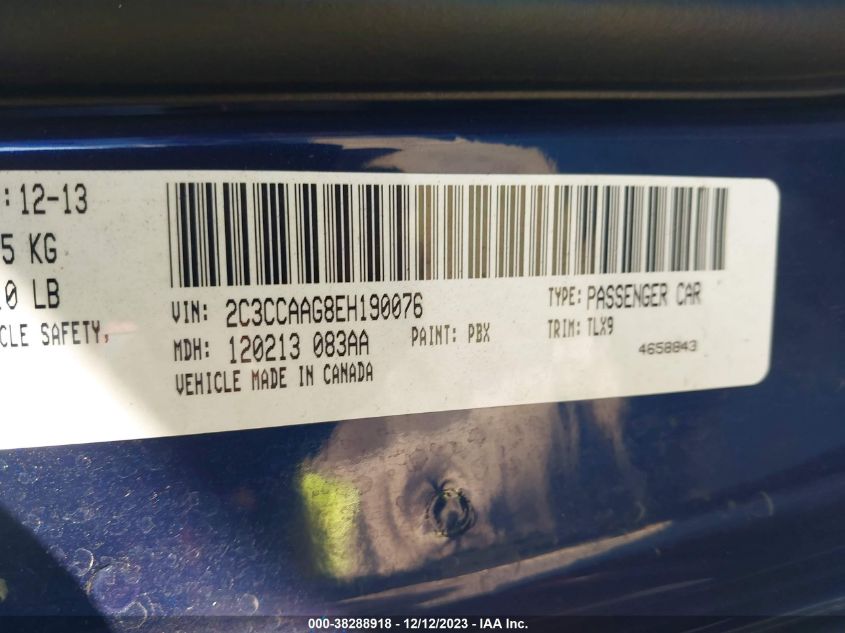 : 12-13
5 KG
0 LB
CLE SAFETY,
VIN: 2C3CCAAG8EH190076
TYPE: PASSENGER CAR
MDH: 120213 083AA
PAINT: PBX
TRIM: TLX9
VEHICLE MADE IN CANADA
4658843
000-38288918 - 12/12/2023 - IAA Inc.